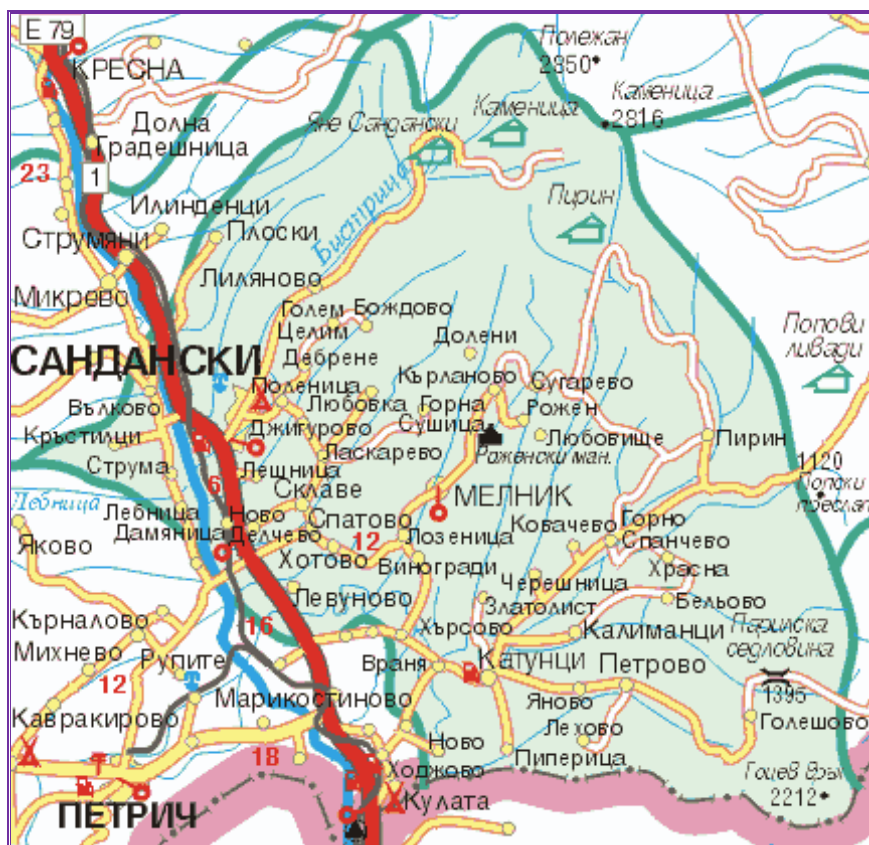 Е 79
КРЕСНА
Полежан
2850
Каменица
2816
Яне Сандански
Каменица
Долна
Градешница
23
1
Бистрица
Пирин
Илинденци
Плоски
Струмяни
Лиляново
Микрево
Голем
Цалим
Божdово
Дебрене
Долени
Попови
ливади
САНДАНСКИ
Поленица
Кърланово
Сугарево
Вълково
Любовка
Горна
Сушица
Рожен
Кръстилци
Джигурово
Любовище
Пирин
Роженски ман.
Ласкарево
Струма
Лешница
6
1120
Попски
преслап
Склаве
МЕЛНИК
Лебница
Лебница
Дамяница
Ново
Делчево
Спатово
12
Лозеница
Ковачево
Горно
Спанчево
Яково
Хотово
Виногради
Храсна
Черешница
Левуново
Златолист
Бельово
Кърналово
16
Хърсово
Калиманци
Парилска
седловина
Михнево
Рупите
Враня
Катунци
Петрово
12
1395
Марикостиново
Яново
Кавракирово
Лехово
Голешово
Ново
Ходжово
18
Пиперица
Гоцев Връх
2212
ПЕТРИЧ
Кулата